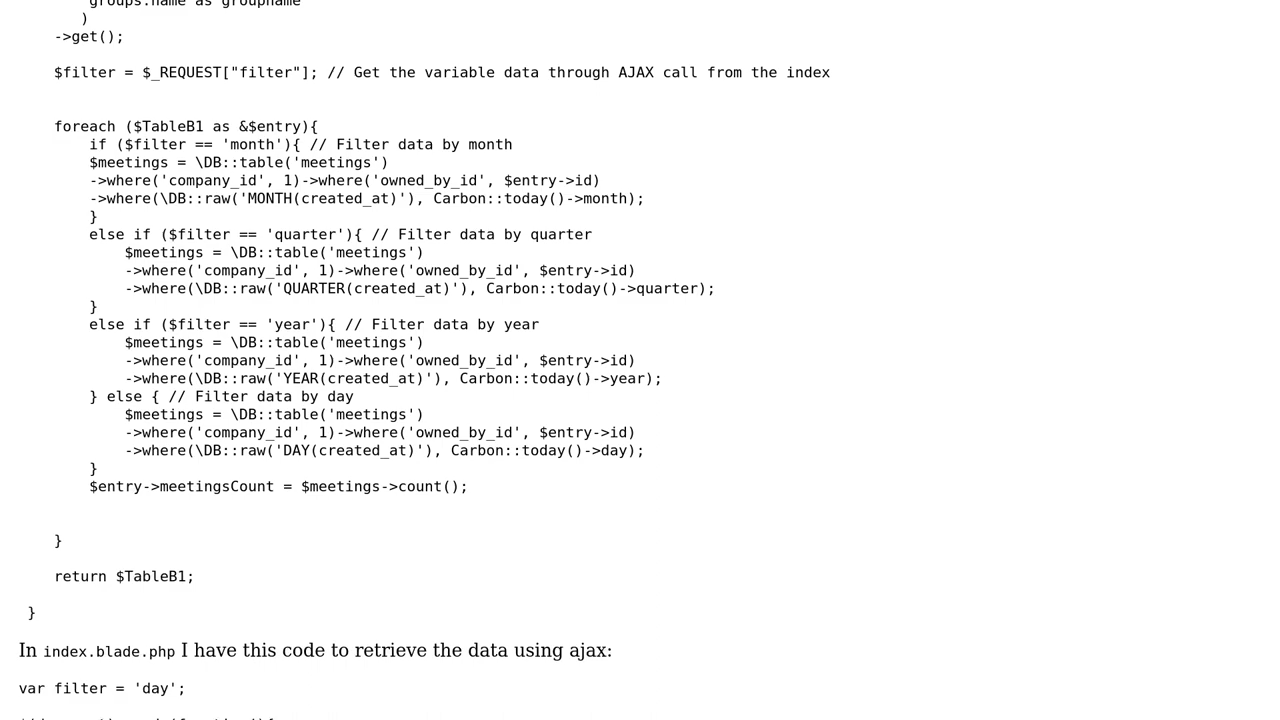 groups.name as groupname
)
->get();
$filter = $_REQUEST["filter"]; // Get the variable data through AJAX call from the index
foreach ($TableB1 as &$entry){
if ($filter == 'month'){ // Filter data by month
$meetings = \DB::table('meetings')
->where('company_id', 1)->where('owned_by_id', $entry->id)
->where(\DB::raw('MONTH(created_at)'), Carbon::today()->month);
}
else if ($filter == 'quarter'){ // Filter data by quarter
$meetings = \DB::table('meetings')
->where('company_id', 1)->where('owned_by_id', $entry->id)
->where(\DB::raw('QUARTER(created_at)'), Carbon::today()->quarter);
}
else if ($filter == 'year'){ // Filter data by year
$meetings = \DB::table('meetings')
->where('company_id', 1)->where('owned_by_id', $entry->id)
->where(\DB::raw('YEAR(created_at)'), Carbon::today()->year);
} else { // Filter data by day
$meetings = \DB::table('meetings')
->where('company_id', 1)->where('owned_by_id', $entry->id)
->where(\DB::raw('DAY(created_at)'), Carbon::today()->day);
}
$entry->meetingsCount = $meetings->count();
}
return $TableB1;
}
In index.blade.php I have this code to retrieve the data using ajax:
var filter = 'day';